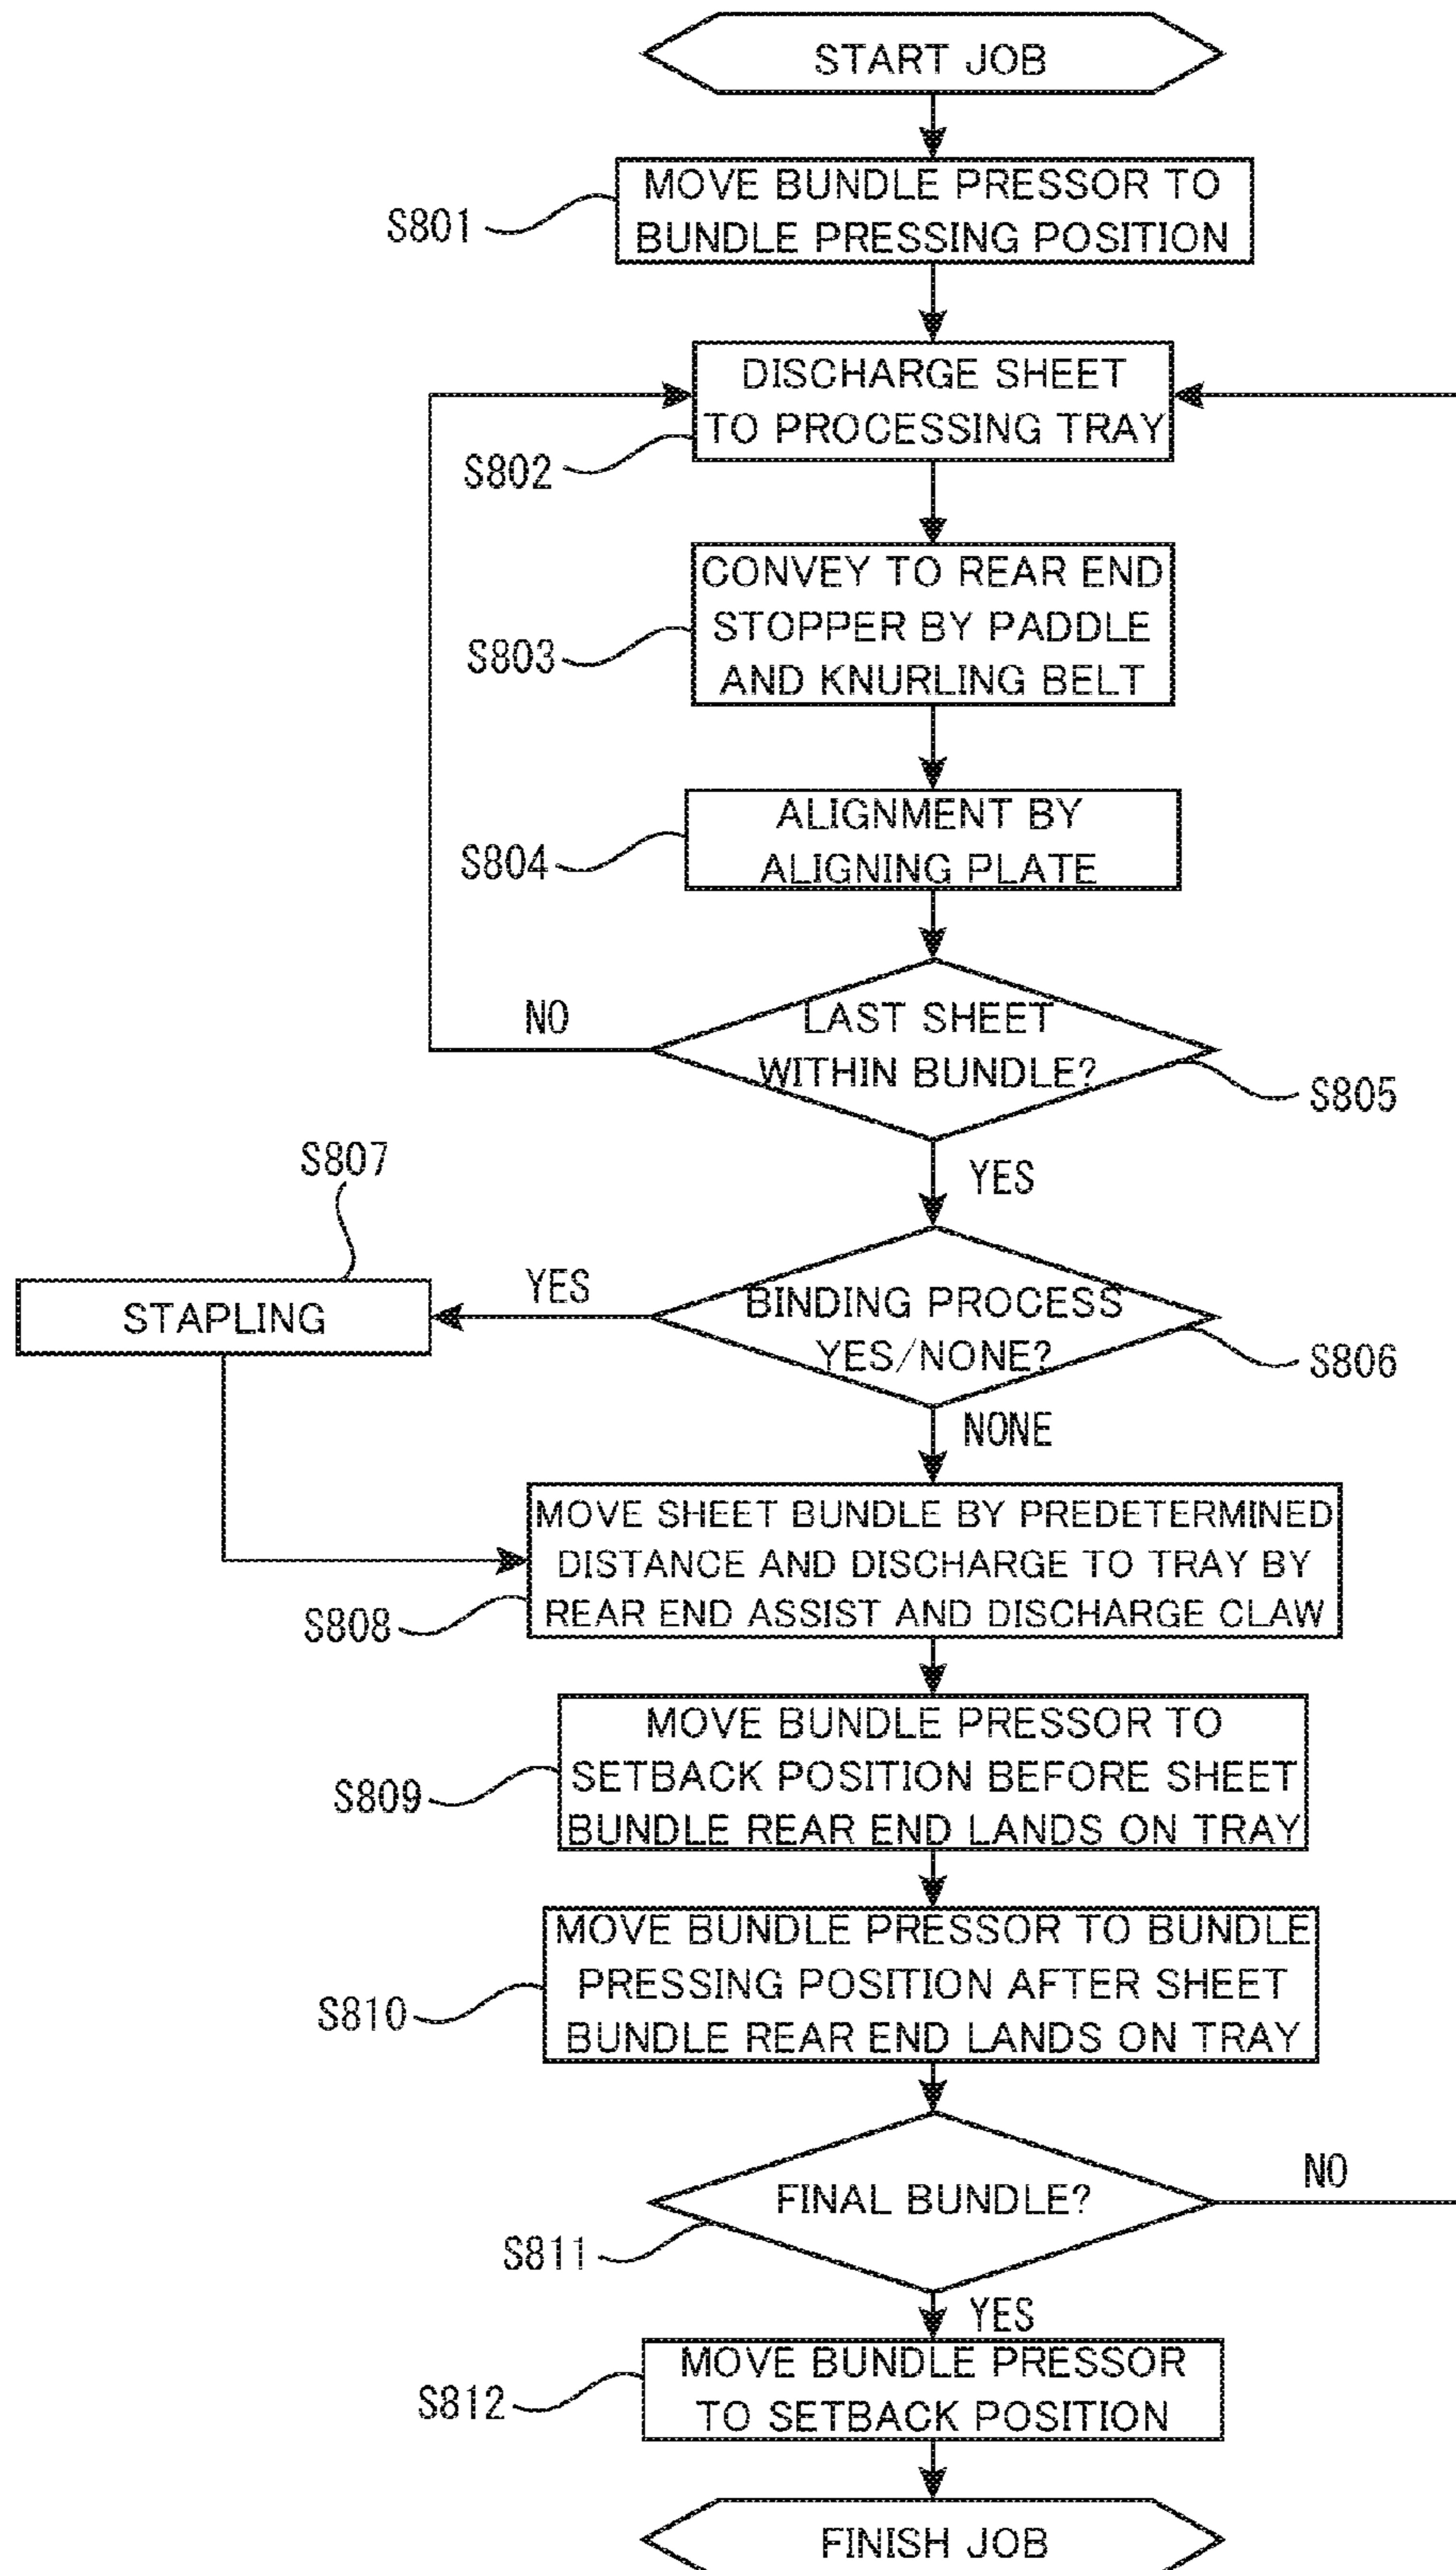 START JOB
S801
MOVE BUNDLE PRESSOR TO
BUNDLE PRESSING POSITION
S802
DISCHARGE SHEET
TO PROCESSING TRAY
S803
CONVEY TO REAR END
STOPPER BY PADDLE
AND KNURLING BELT
S804
ALIGNMENT BY
ALIGNING PLATE
NO
LAST SHEET
WITHIN BUNDLE?
S805
YES
S807
STAPLING
YES
BINDING PROCESS
YES/NONE?
S806
NONE
MOVE SHEET BUNDLE BY PREDETERMINED
DISTANCE AND DISCHARGE TO TRAY BY
REAR END ASSIST AND DISCHARGE CLAW
S808
MOVE BUNDLE PRESSOR TO
SETBACK POSITION BEFORE SHEET
BUNDLE REAR END LANDS ON TRAY
S809
MOVE BUNDLE PRESSOR TO BUNDLE
PRESSING POSITION AFTER SHEET
BUNDLE REAR END LANDS ON TRAY
S810
FINAL BUNDLE?
NO
S811
YES
MOVE BUNDLE PRESSOR
TO SETBACK POSITION
S812
FINISH JOB